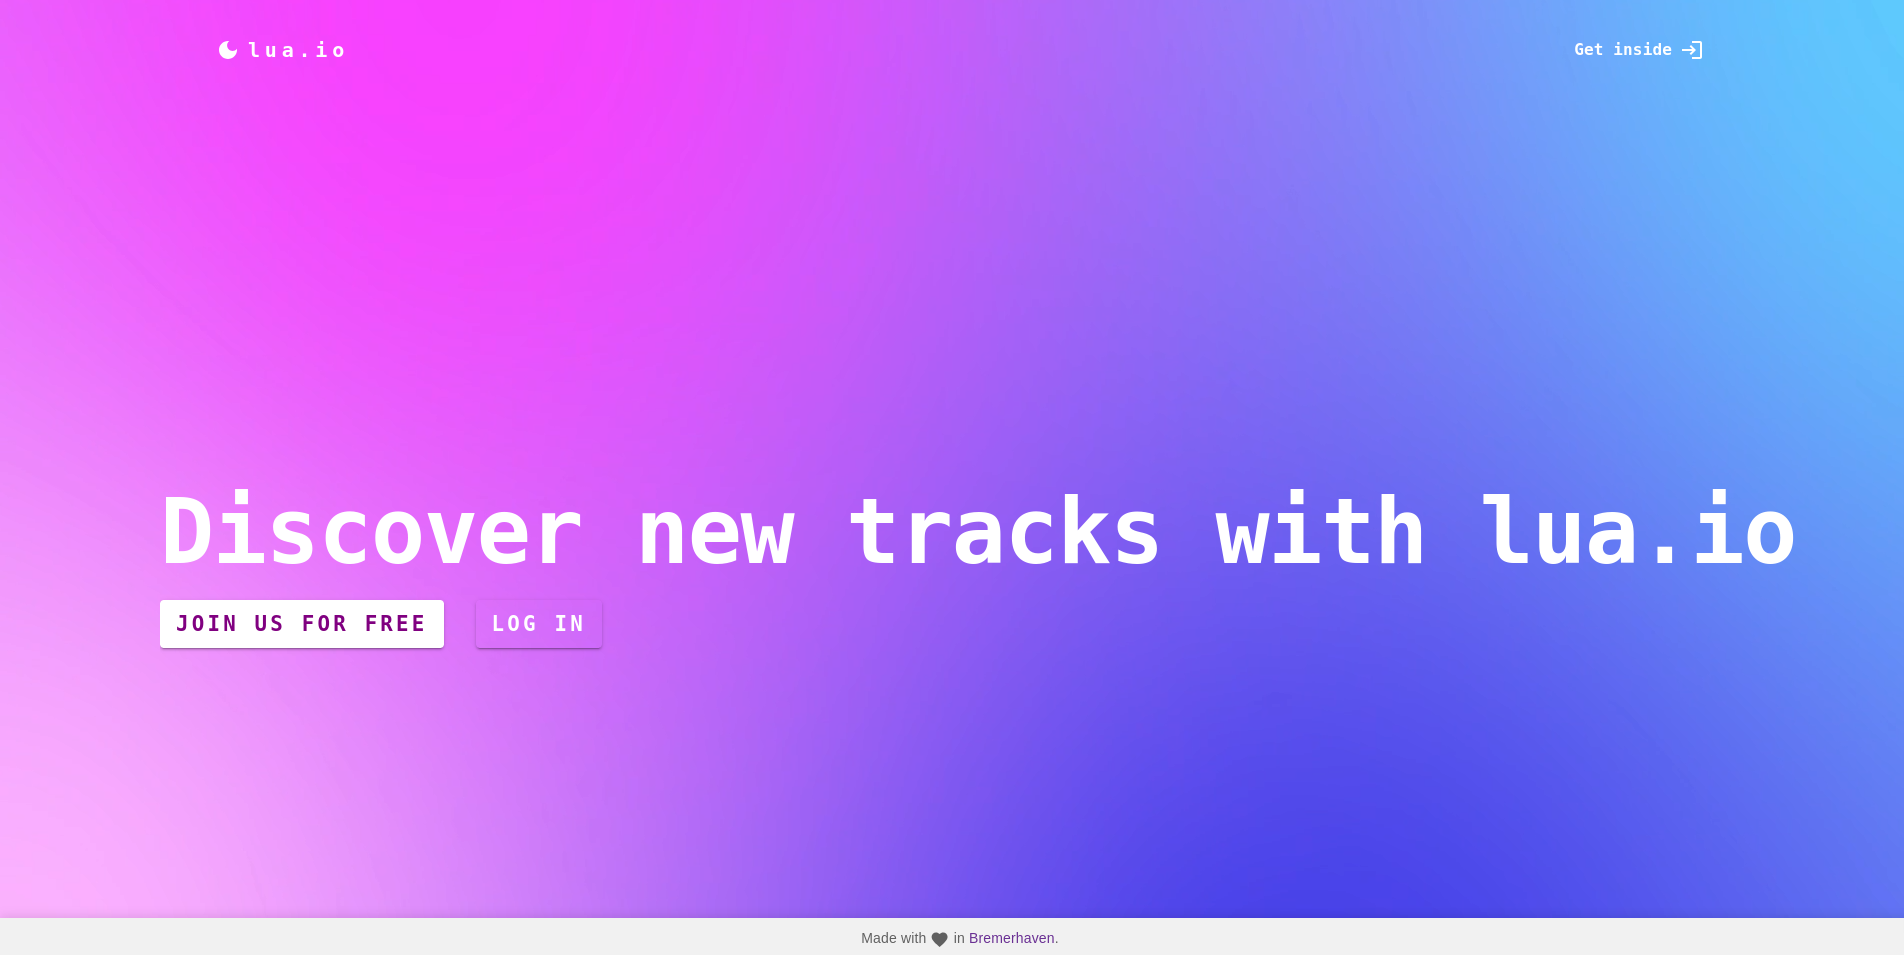 lua.io
Get inside
Discover new tracks with lua.io
JOIN US FOR FREE
LOG IN
Made with in Bremerhaven.